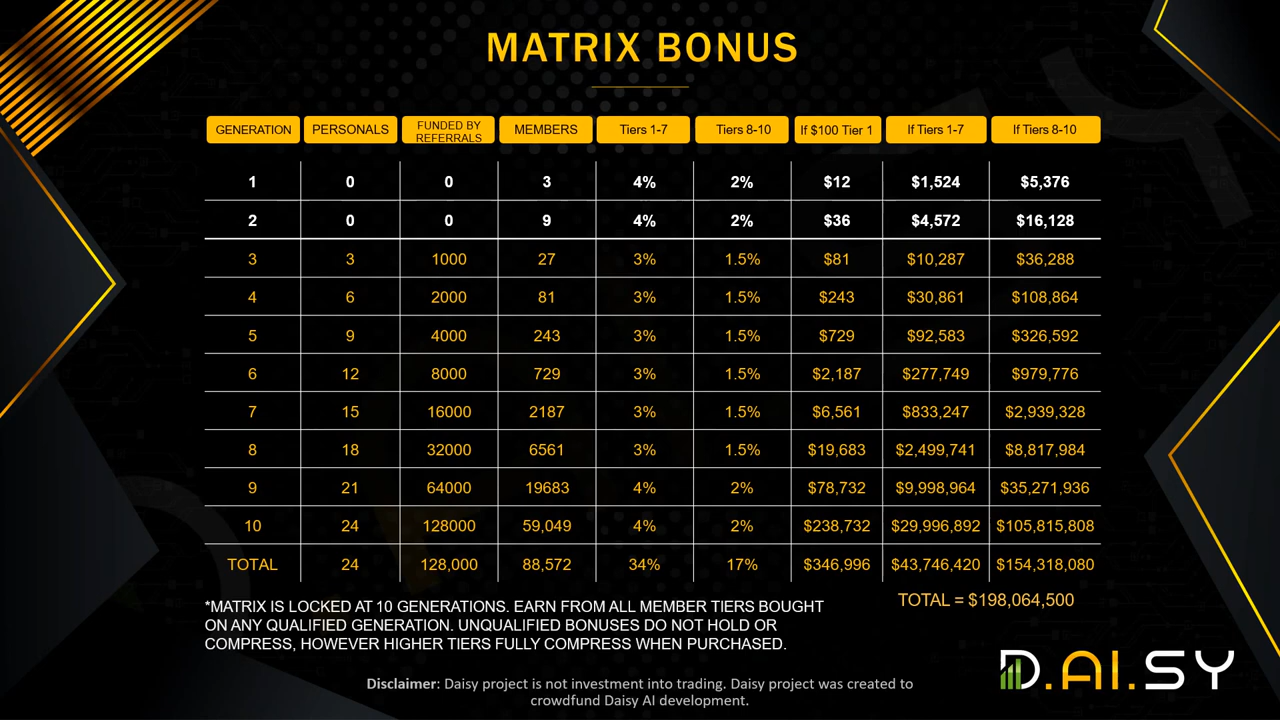 MATRIX BONUS
GENERATION PERSONALS FUNDED BY REFERRALS MEMBERS Tiers 1-7 Tiers 8-10 If $100 Tier 1 If Tiers 1-7 If Tiers 8-10
1 0 0 3 4% 2% $12 $1,524 $5,376
2 0 0 9 4% 2% $36 $4,572 $16,128
3 3 1000 27 3% 1.5% $81 $10,287 $36,288
4 6 2000 81 3% 1.5% $243 $30,861 $108,864
5 9 4000 243 3% 1.5% $729 $92,583 $326,592
6 12 8000 729 3% 1.5% $2,187 $277,749 $979,776
7 15 16000 2187 3% 1.5% $6,561 $833,247 $2,939,328
8 18 32000 6561 3% 1.5% $19,683 $2,499,741 $8,817,984
9 21 64000 19683 4% 2% $78,732 $9,998,964 $35,271,936
10 24 128000 59,049 4% 2% $238,732 $29,996,892 $105,815,808
TOTAL 24 128,000 88,572 34% 17% $346,996 $43,746,420 $154,318,080
TOTAL = $198,064,500
*MATRIX IS LOCKED AT 10 GENERATIONS. EARN FROM ALL MEMBER TIERS BOUGHT
ON ANY QUALIFIED GENERATION. UNQUALIFIED BONUSES DO NOT HOLD OR
COMPRESS, HOWEVER HIGHER TIERS FULLY COMPRESS WHEN PURCHASED.
D.AI.SY
Disclaimer: Daisy project is not investment into trading. Daisy project was created to
crowdfund Daisy AI development.